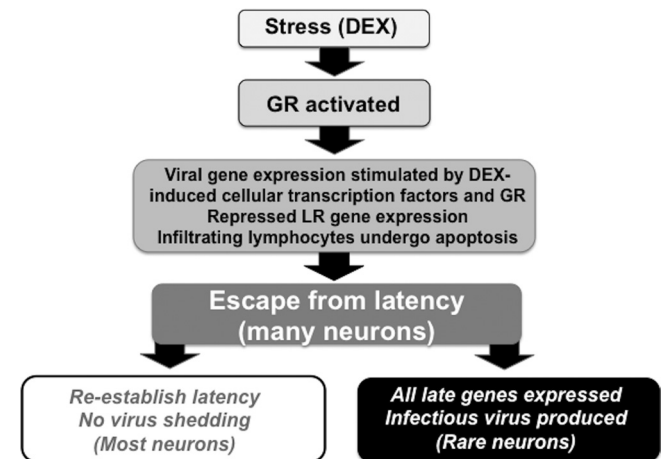 Stress (DEX)
GR activated
Viral gene expression stimulated by DEX-
induced cellular transcription factors and GR
Repressed LR gene expression
Infiltrating lymphocytes undergo apoptosis
Escape from latency
(many neurons)
Re-establish latency
No virus shedding
(Most neurons)
All late genes expressed
Infectious virus produced
(Rare neurons)